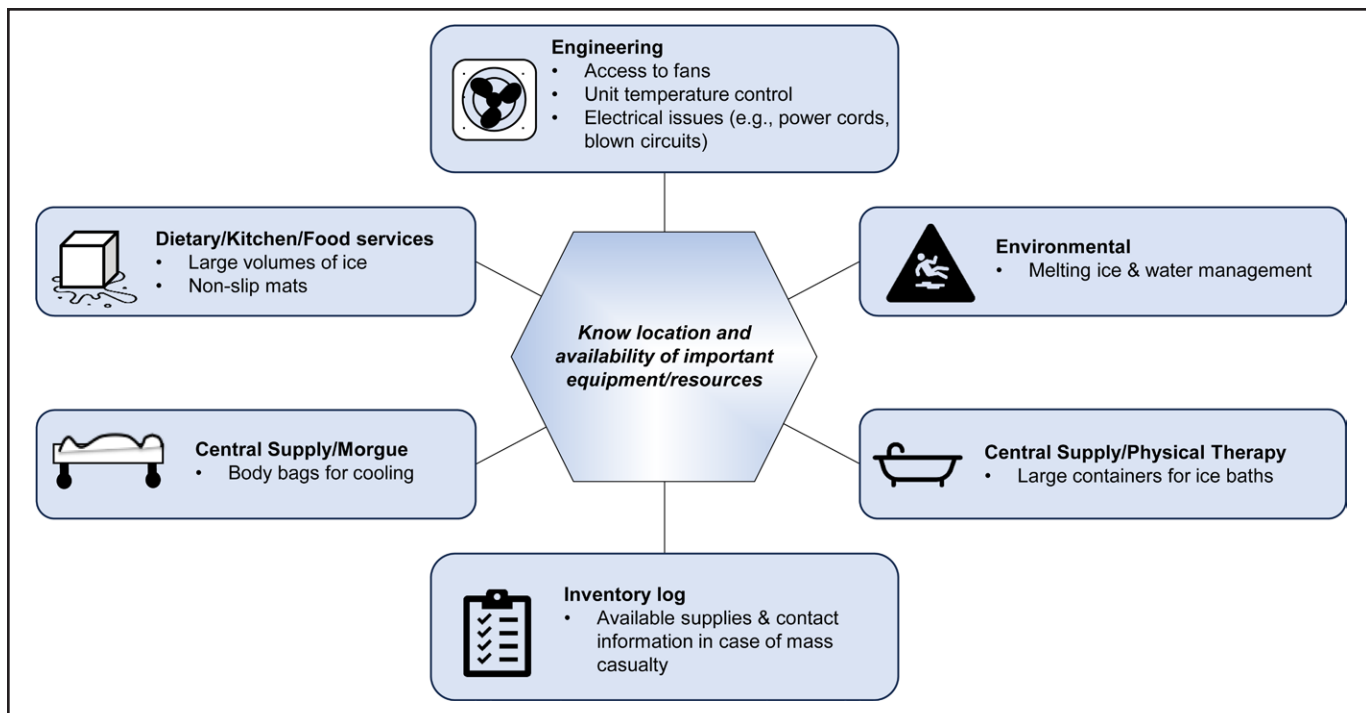 Engineering
• Access to fans
• Unit temperature control
• Electrical issues (e.g., power cords,
blown circuits)
Dietary/Kitchen/Food services
• Large volumes of ice
• Non-slip mats
Environmental
• Melting ice & water management
Know location and
availability of important
equipment/resources
Central Supply/Morgue
• Body bags for cooling
Central Supply/Physical Therapy
• Large containers for ice baths
Inventory log
• Available supplies & contact
information in case of mass
casualty